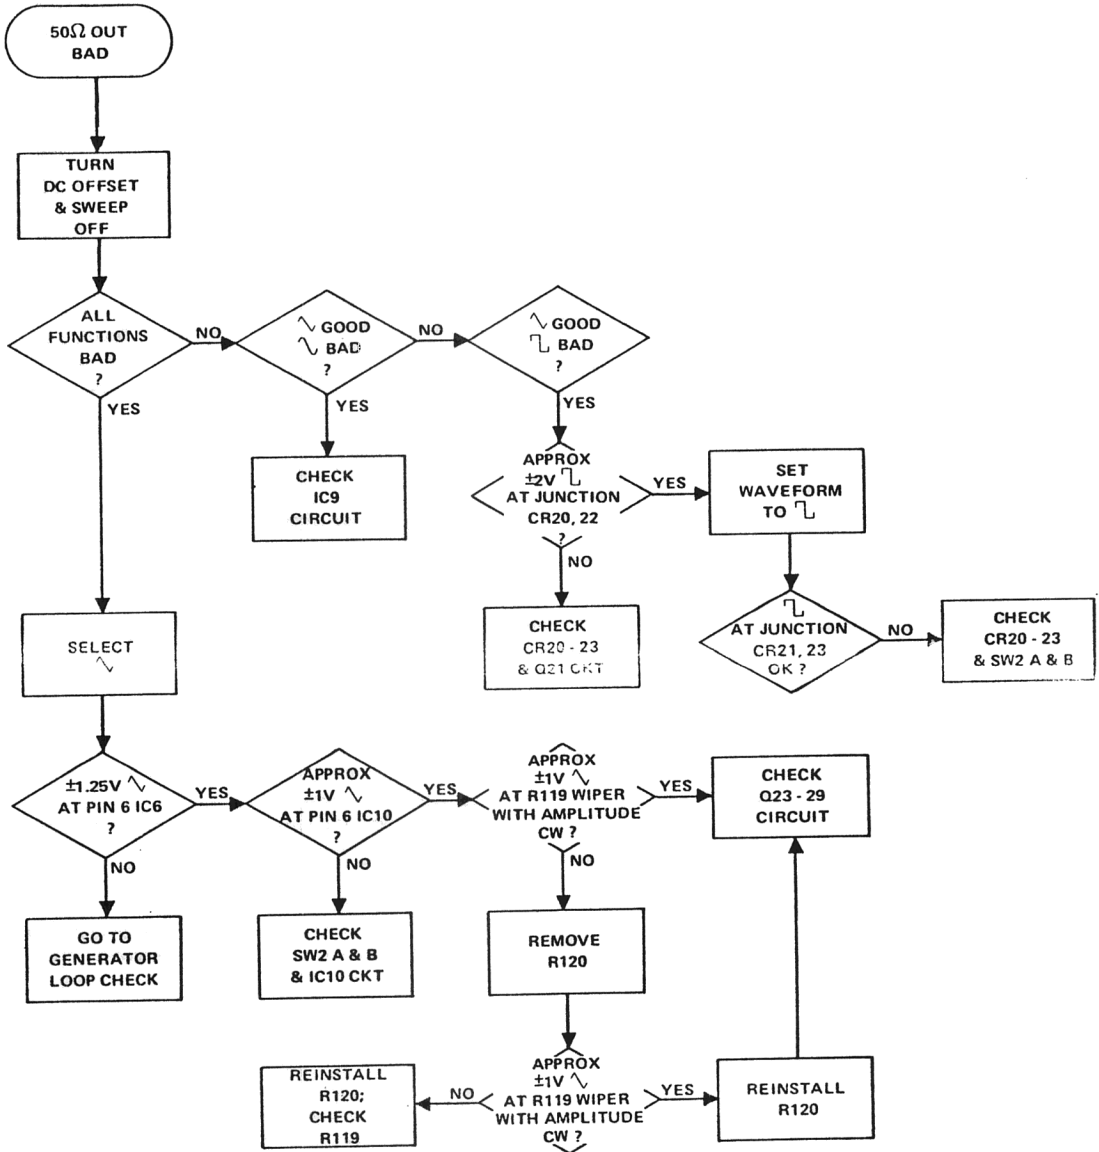 50Ω OUT
BAD
TURN
DC OFFSET
& SWEEP
OFF
ALL
FUNCTIONS
BAD
?
NO
YES
GOOD
BAD
?
NO
YES
GOOD
BAD
?
YES
CHECK
IC9
CIRCUIT
APPROX
±2V
AT JUNCTION
CR20, 22
?
YES
NO
SET
WAVEFORM
TO
CHECK
CR20 - 23
& Q21 CKT
AT JUNCTION
CR21, 23
OK ?
NO
CHECK
CR20 - 23
& SW2 A & B
SELECT
±1.25V
AT PIN 6 IC6
?
YES
NO
APPROX
±1V
AT PIN 6 IC10
?
YES
NO
APPROX
±1V
AT R119 WIPER
WITH AMPLITUDE
CW ?
YES
NO
CHECK
Q23 - 29
CIRCUIT
GO TO
GENERATOR
LOOP CHECK
CHECK
SW2 A & B
& IC10 CKT
REMOVE
R120
APPROX
±1V
AT R119 WIPER
WITH AMPLITUDE
CW ?
NO
YES
REINSTALL
R120;
CHECK
R119
REINSTALL
R120